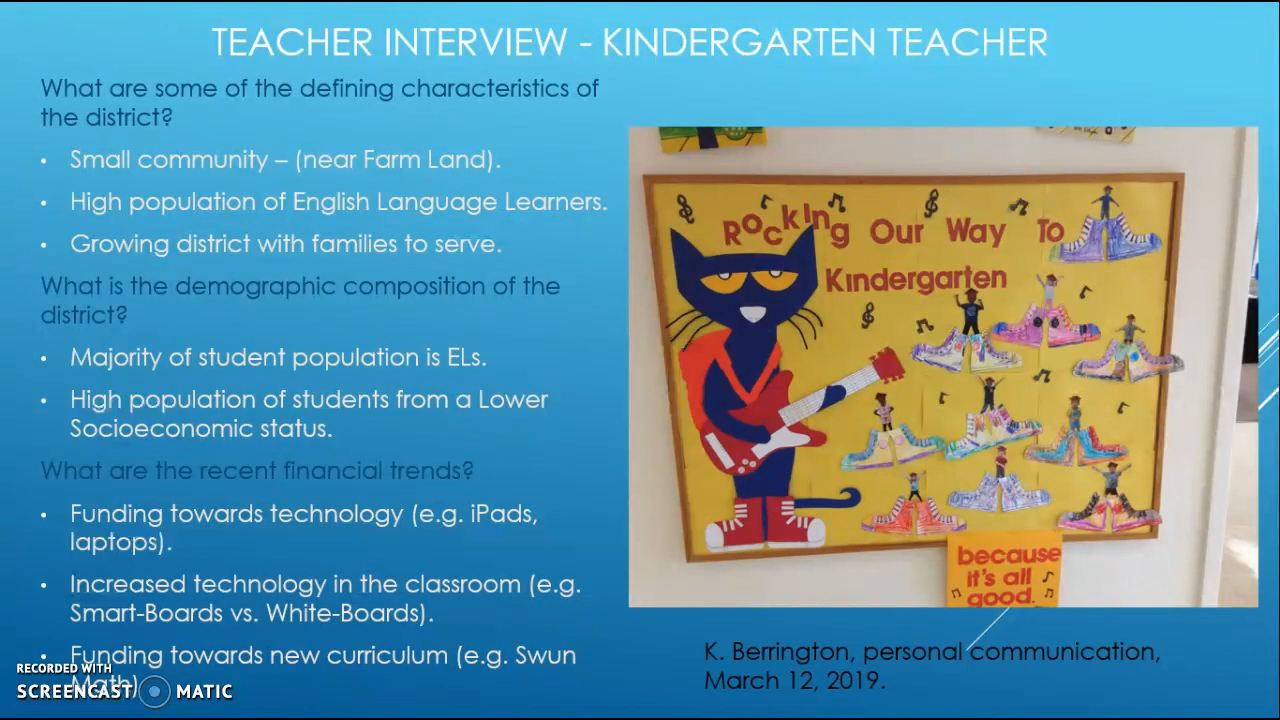 TEACHER INTERVIEW - KINDERGARTEN TEACHER
What are some of the defining characteristics of
the district?
• Small community – (near Farm Land).
• High population of English Language Learners.
• Growing district with families to serve.
What is the demographic composition of the
district?
• Majority of student population is ELs.
• High population of students from a Lower
Socioeconomic status.
What are the recent financial trends?
• Funding towards technology (e.g. iPads,
laptops).
• Increased technology in the classroom (e.g.
Smart-Boards vs. White-Boards).
• Funding towards new curriculum (e.g. Swun
Math)
RECORDED WITH
SCREENCAST MATIC
Rocking Our Way To
Kindergarten
because
it's all
good.
K. Berrington, personal communication,
March 12, 2019.